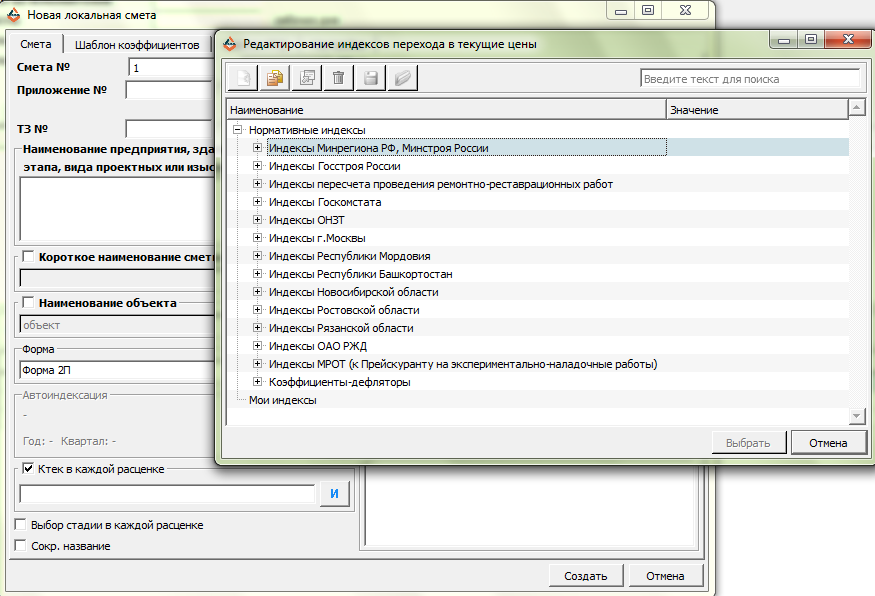 Новая локальная смета
Смета
Шаблон коэффициентов
Смета №
1
Приложение №
ТЗ №
Наименование предприятия, зда
этапа, вида проектных или изыс
Короткое наименование смет
Наименование объекта
объект
Форма
Форма 2П
Автоиндексация
-
Год: - Квартал: -
Ктек в каждой расценке
И
Выбор стадии в каждой расценке
Сокр. название
Создать
Отмена
Редактирование индексов перехода в текущие цены
Введите текст для поиска
Наименование
Значение
Нормативные индексы
Индексы Минрегиона РФ, Минстроя России
Индексы Госстроя России
Индексы пересчета проведения ремонтно-реставрационных работ
Индексы Госкомстата
Индексы ОНЗТ
Индексы г.Москвы
Индексы Республики Мордовия
Индексы Республики Башкортостан
Индексы Новосибирской области
Индексы Ростовской области
Индексы Рязанской области
Индексы ОАО РЖД
Индексы МРОТ (к Прейскуранту на экспериментально-наладочные работы)
Коэффициенты-дефляторы
Мои индексы
Выбрать
Отмена